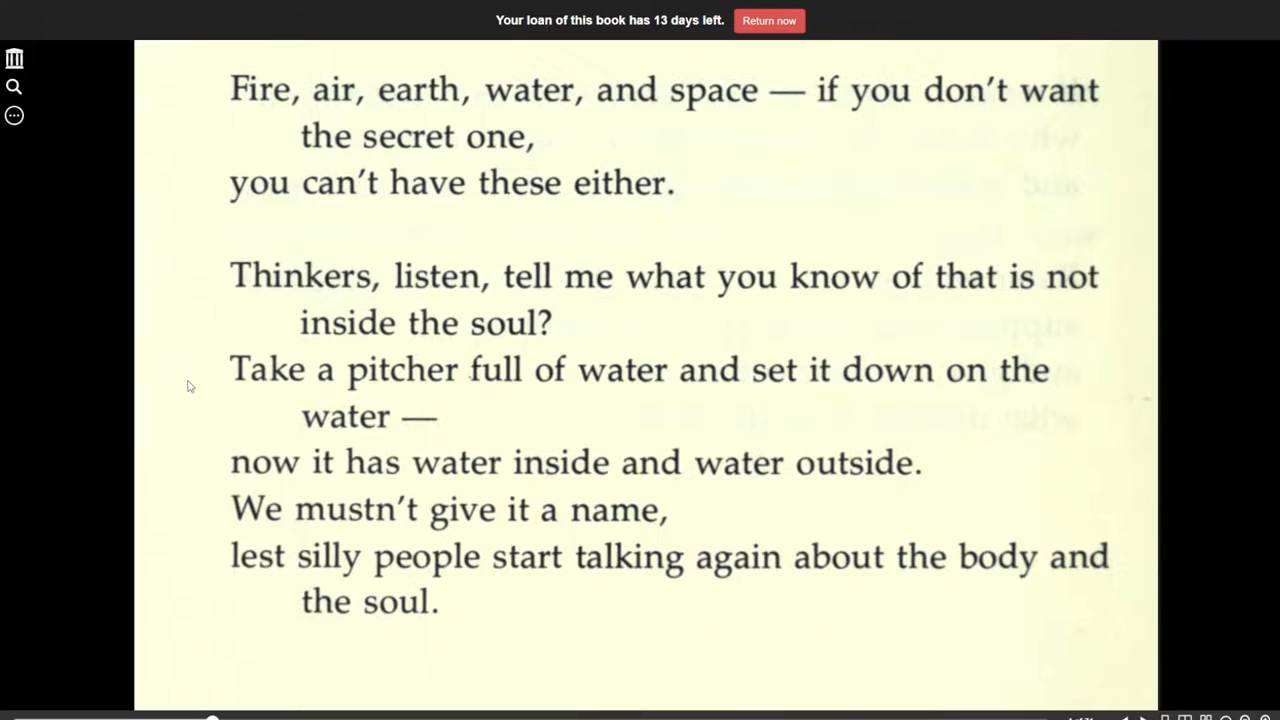 Your loan of this book has 13 days left. Return now
Fire, air, earth, water, and space — if you don't want
the secret one,
you can't have these either.
Thinkers, listen, tell me what you know of that is not
inside the soul?
Take a pitcher full of water and set it down on the
water —
now it has water inside and water outside.
We mustn't give it a name,
lest silly people start talking again about the body and
the soul.